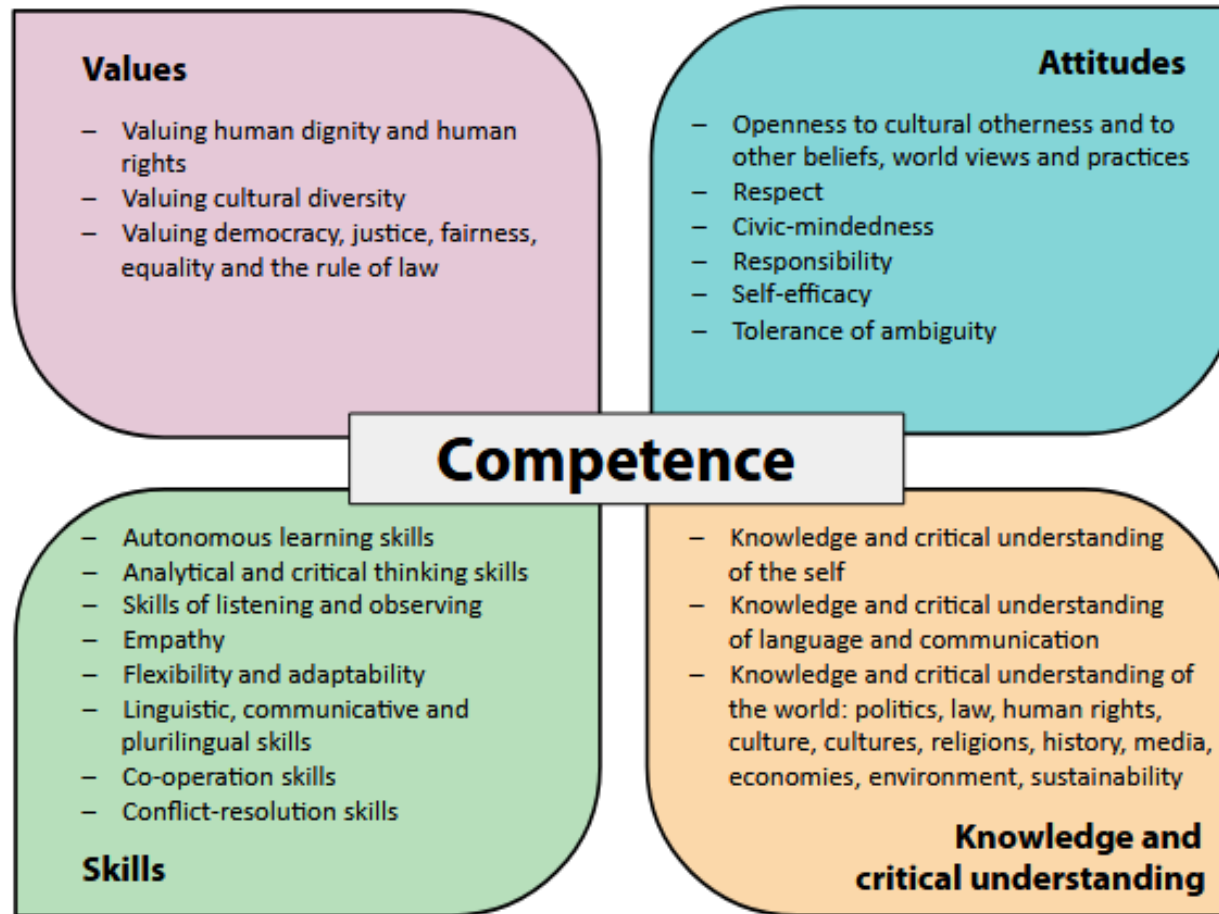 Values
– Valuing human dignity and human
rights
– Valuing cultural diversity
– Valuing democracy, justice, fairness,
equality and the rule of law
Attitudes
– Openness to cultural otherness and to
other beliefs, world views and practices
– Respect
– Civic-mindedness
– Responsibility
– Self-efficacy
– Tolerance of ambiguity
Competence
– Autonomous learning skills
– Analytical and critical thinking skills
– Skills of listening and observing
– Empathy
– Flexibility and adaptability
– Linguistic, communicative and
plurilingual skills
– Co-operation skills
– Conflict-resolution skills
Skills
– Knowledge and critical understanding
of the self
– Knowledge and critical understanding
of language and communication
– Knowledge and critical understanding of
the world: politics, law, human rights,
culture, cultures, religions, history, media,
economies, environment, sustainability
Knowledge and
critical understanding